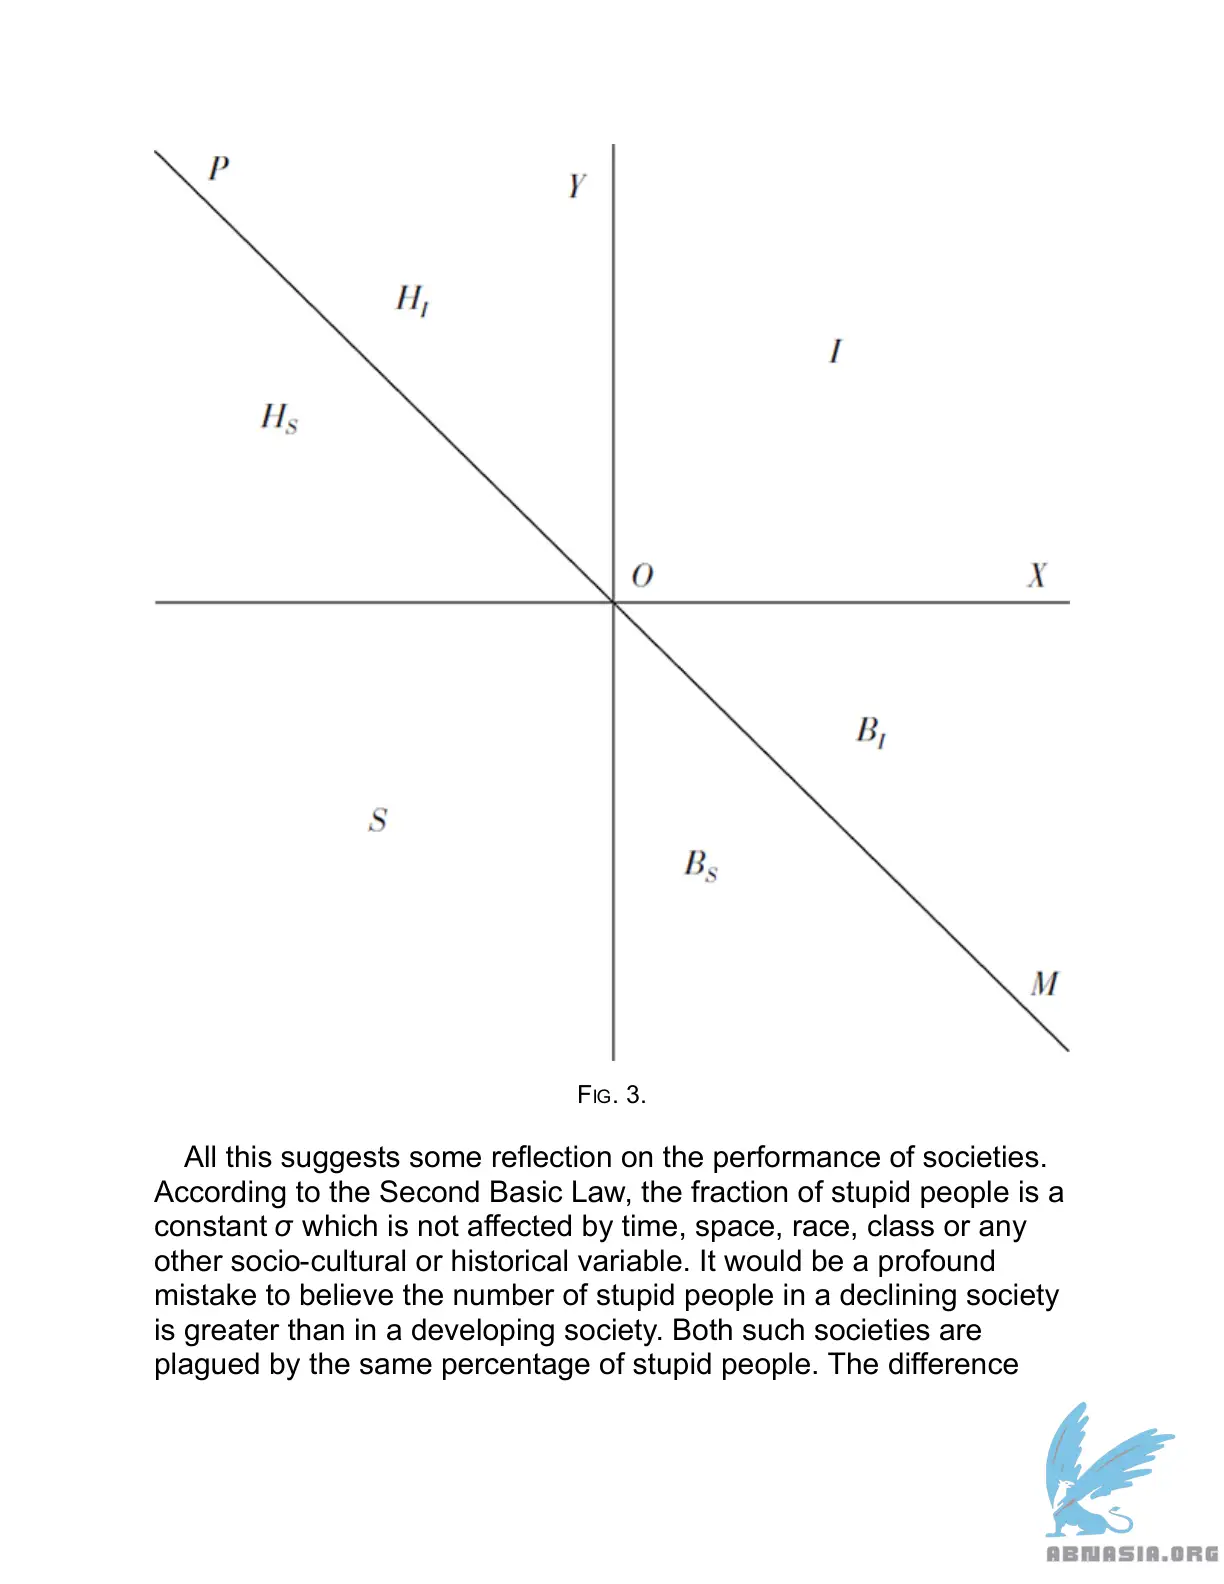 P
Y
H_I
I
H_S
O
X
B_I
S
B_S
M
FIG. 3.
All this suggests some reflection on the performance of societies.
According to the Second Basic Law, the fraction of stupid people is a
constant σ which is not affected by time, space, race, class or any
other socio-cultural or historical variable. It would be a profound
mistake to believe the number of stupid people in a declining society
is greater than in a developing society. Both such societies are
plagued by the same percentage of stupid people. The difference
ABNASIA.ORG